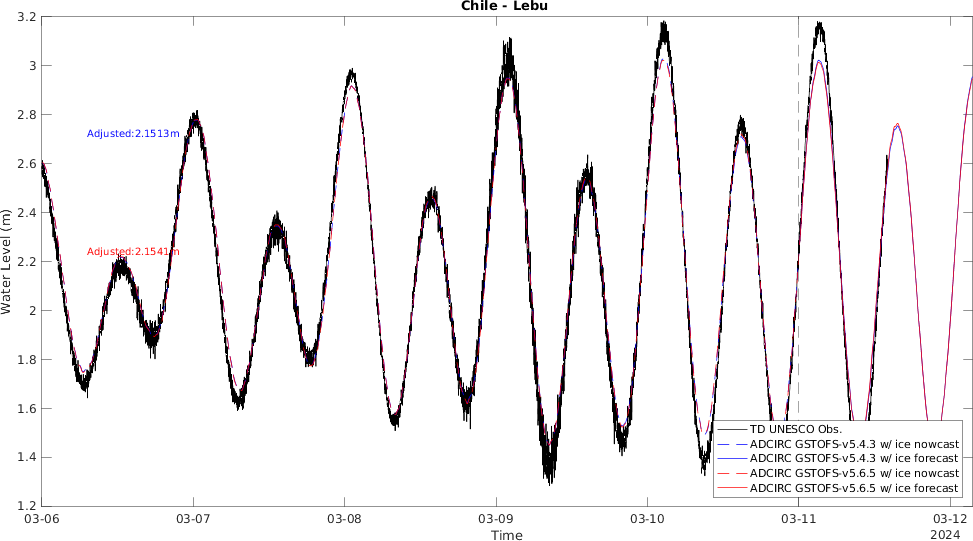 Chile - Lebu
Water Level (m)
3.2
3
2.8
2.6
2.4
2.2
2
1.8
1.6
1.4
1.2
Adjusted:2.1513m
Adjusted:2.1541m
TD UNESCO Obs.
ADCIRC GSTOFS-v5.4.3 w/ ice nowcast
ADCIRC GSTOFS-v5.4.3 w/ ice forecast
ADCIRC GSTOFS-v5.6.5 w/ ice nowcast
ADCIRC GSTOFS-v5.6.5 w/ ice forecast
03-06 03-07 03-08 03-09 03-10 03-11 03-12
Time
2024